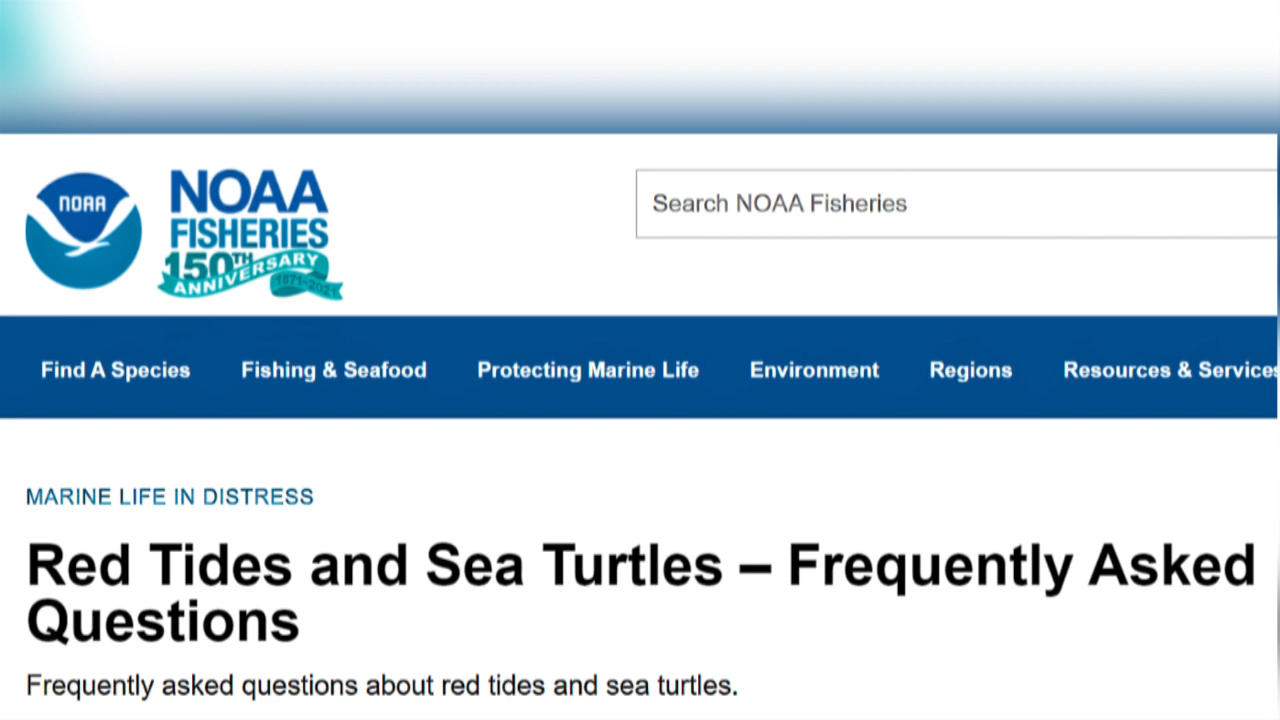 NOAA
NOAA
FISHERIES
150TH
ANNIVERSARY
1871-2021
Search NOAA Fisheries
Find A Species Fishing & Seafood Protecting Marine Life Environment Regions Resources & Services
MARINE LIFE IN DISTRESS
Red Tides and Sea Turtles – Frequently Asked
Questions
Frequently asked questions about red tides and sea turtles.